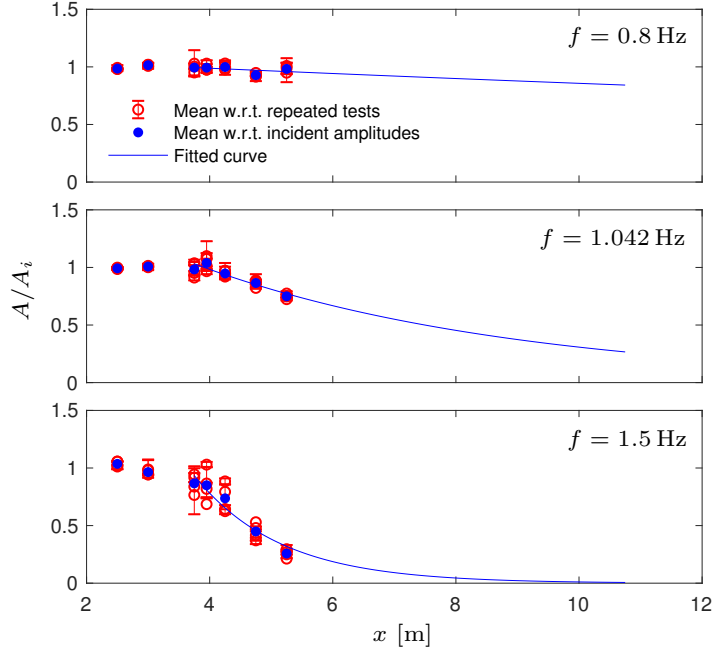 1.5
f = 0.8 Hz
1
Mean w.r.t. repeated tests
0.5
Mean w.r.t. incident amplitudes
Fitted curve
0
1.5
f = 1.042 Hz
1
A/A_i
0.5
0
1.5
f = 1.5 Hz
1
0.5
0
2 4 6 8 10 12
x [m]